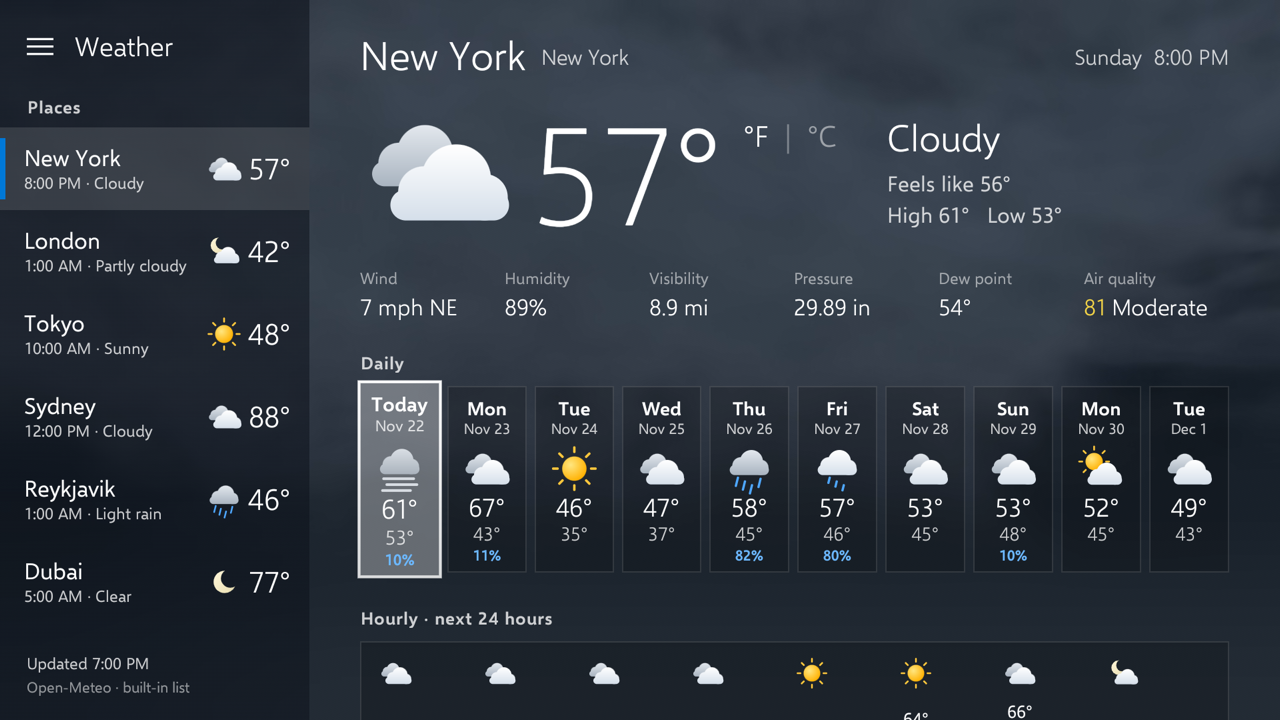 Weather
Places
New York
8:00 PM · Cloudy
57°
London
1:00 AM · Partly cloudy
42°
Tokyo
10:00 AM · Sunny
48°
Sydney
12:00 PM · Cloudy
88°
Reykjavik
1:00 AM · Light rain
46°
Dubai
5:00 AM · Clear
77°
Updated 7:00 PM
Open-Meteo · built-in list
New York New York
Sunday 8:00 PM
57° °F | °C
Cloudy
Feels like 56°
High 61° Low 53°
Wind
7 mph NE
Humidity
89%
Visibility
8.9 mi
Pressure
29.89 in
Dew point
54°
Air quality
81 Moderate
Daily
Today
Nov 22
61°
53°
10%
Mon
Nov 23
67°
43°
11%
Tue
Nov 24
46°
35°
Wed
Nov 25
47°
37°
Thu
Nov 26
58°
45°
82%
Fri
Nov 27
57°
46°
80%
Sat
Nov 28
53°
45°
Sun
Nov 29
53°
48°
10%
Mon
Nov 30
52°
45°
Tue
Dec 1
49°
43°
Hourly · next 24 hours
64°
66°